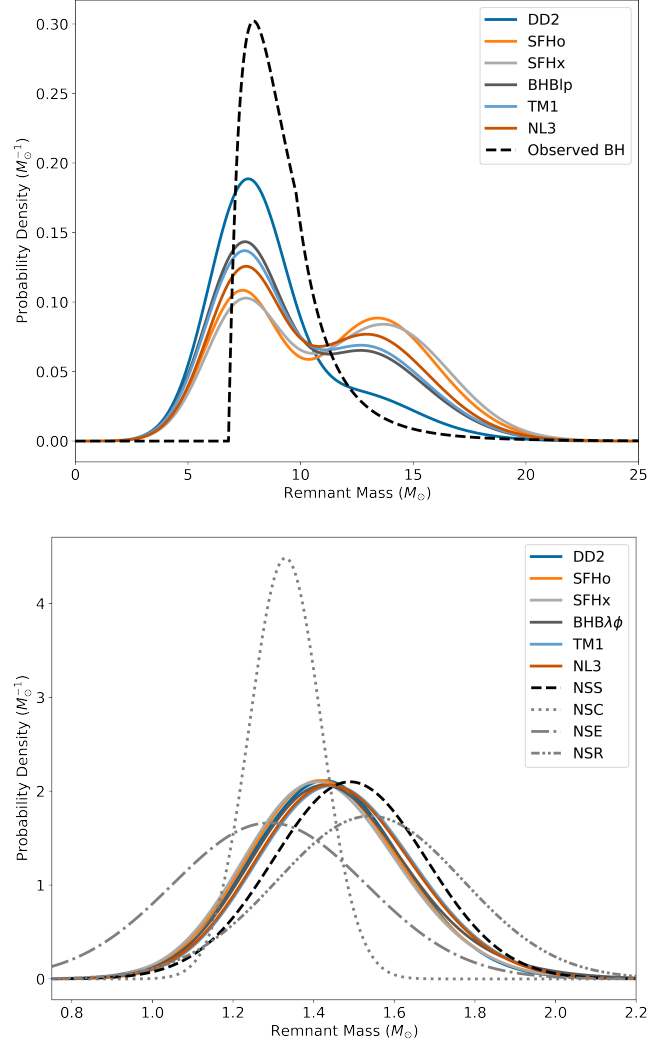 DD2
SFHo
SFHx
BHBlp
TM1
NL3
Observed BH
0.30
0.25
0.20
0.15
0.10
0.05
0.00
Probability Density (M⊙⁻¹)
0 5 10 15 20 25
Remnant Mass (M⊙)
DD2
SFHo
SFHx
BHBλϕ
TM1
NL3
NSS
NSC
NSE
NSR
4
3
2
1
0
Probability Density (M⊙⁻¹)
0.8 1.0 1.2 1.4 1.6 1.8 2.0 2.2
Remnant Mass (M⊙)